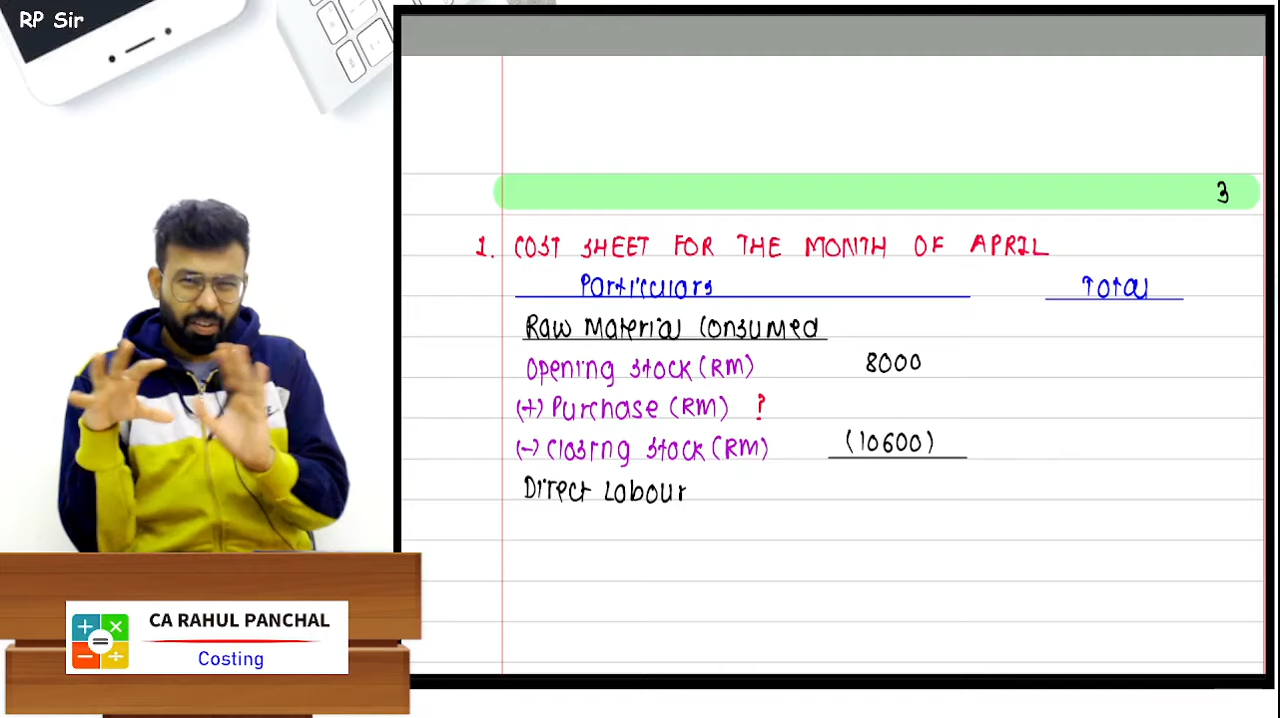 RP Sir
3
1. COST SHEET FOR THE MONTH OF APRIL
Particulars Total
Raw Material Consumed
Opening Stock (RM) 8000
(+) Purchase (RM) ?
(-) Closing Stock (RM) (10600)
Direct Labour
CA RAHUL PANCHAL
Costing